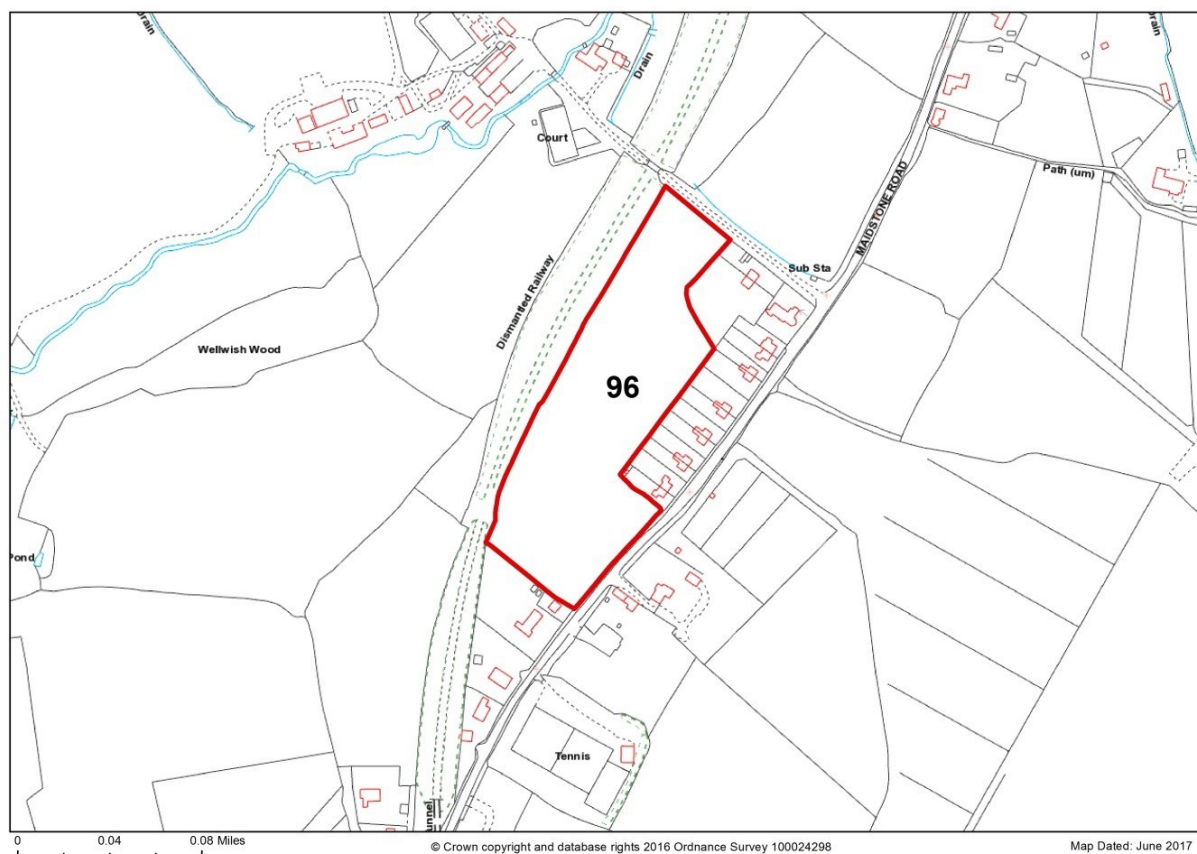 Drain
Drain
Drain
Court
Path (um)
MAIDSTONE ROAD
Sub Sta
Dismantled Railway
Wellwish Wood
96
Pond
Tennis
unnel
0 0.04 0.08 Miles
© Crown copyright and database rights 2016 Ordnance Survey 100024298
Map Dated: June 2017